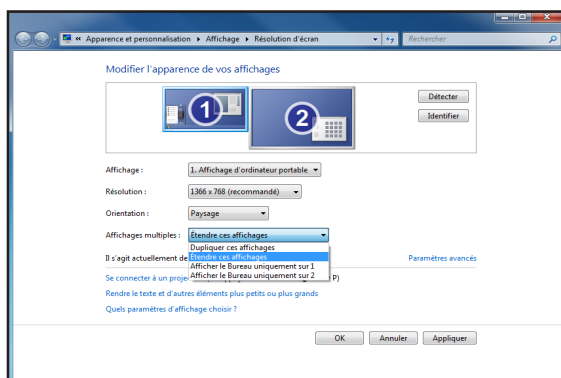 « Apparence et personnalisation ▸ Affichage ▸ Résolution d'écran
Rechercher
Modifier l'apparence de vos affichages
1
2
Détecter
Identifier
Affichage :
1. Affichage d'ordinateur portable
Résolution :
1366 x 768 (recommandé)
Orientation :
Paysage
Affichages multiples :
Étendre ces affichages
Dupliquer ces affichages
Étendre ces affichages
Afficher le Bureau uniquement sur 1
Afficher le Bureau uniquement sur 2
Il s'agit actuellement de
Paramètres avancés
Se connecter à un proje
P)
Rendre le texte et d'autres éléments plus petits ou plus grands
Quels paramètres d'affichage choisir ?
OK
Annuler
Appliquer